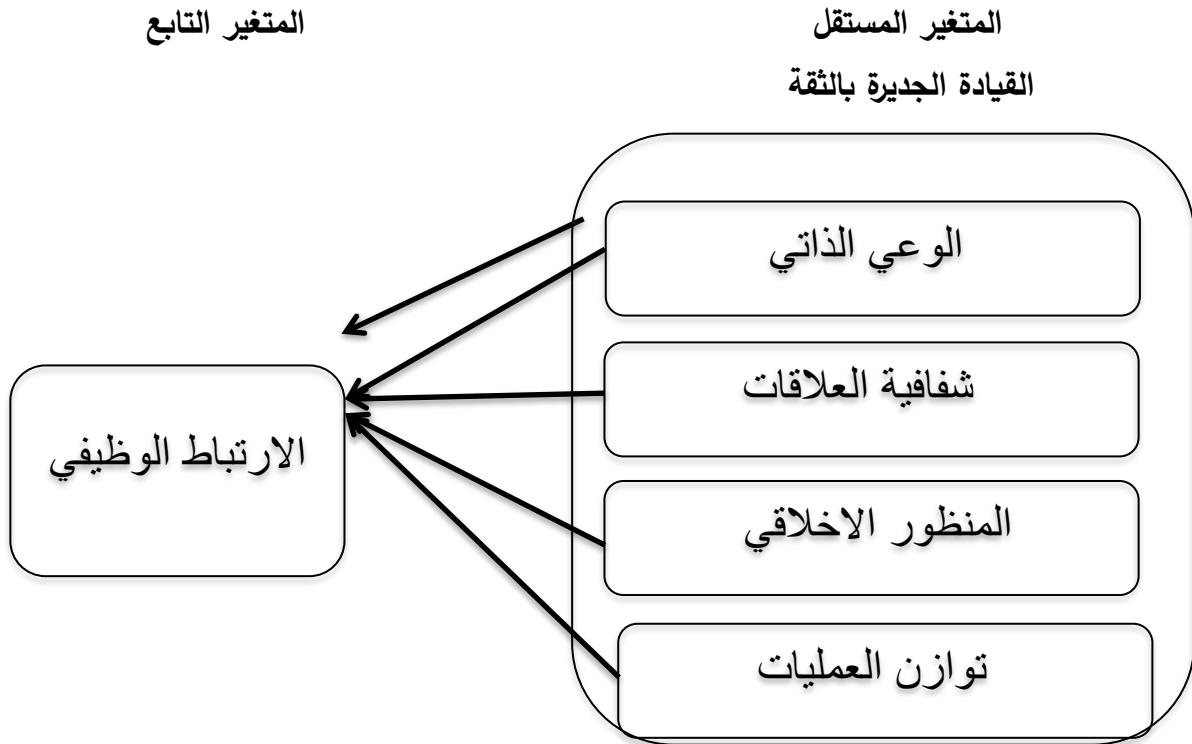 المتغير المستقل
المتغير التابع
القيادة الجديرة بالثقة
الوعي الذاتي
شفافية العلاقات
الارتباط الوظيفي
المنظور الاخلاقي
توازن العمليات